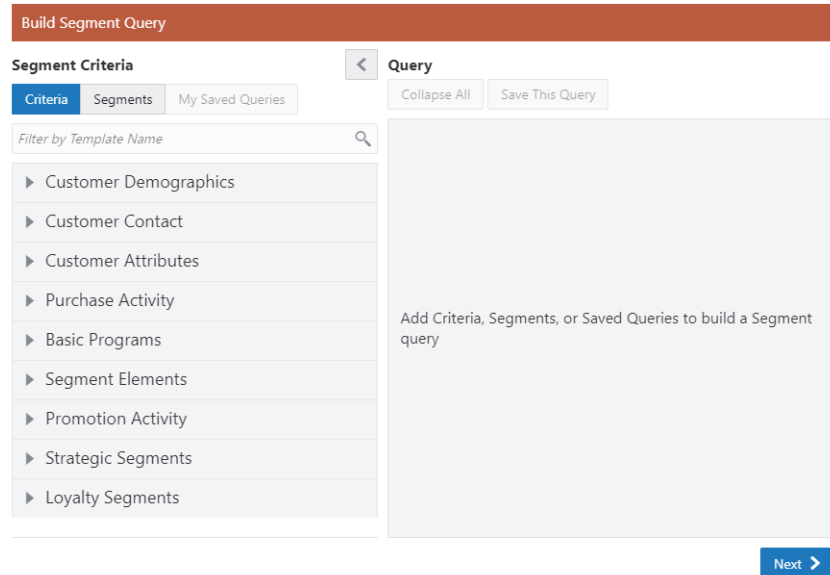 Build Segment Query
Segment Criteria
Criteria
Segments
My Saved Queries
Filter by Template Name
Customer Demographics
Customer Contact
Customer Attributes
Purchase Activity
Basic Programs
Segment Elements
Promotion Activity
Strategic Segments
Loyalty Segments
Query
Collapse All
Save This Query
Add Criteria, Segments, or Saved Queries to build a Segment
query
Next